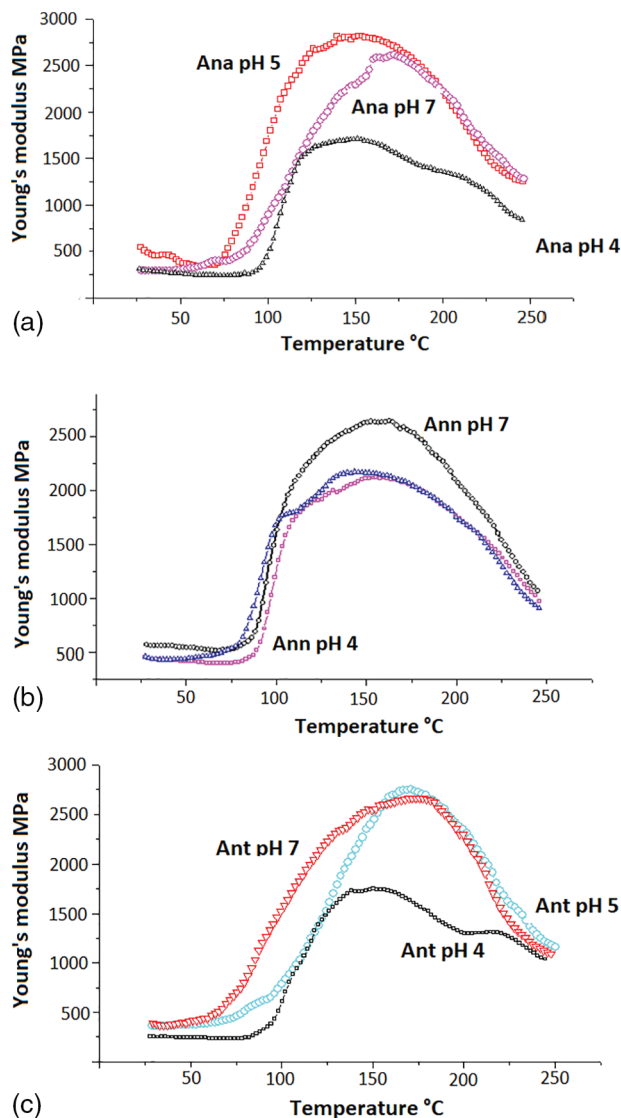 3000
2500
2000
1500
1000
500
Young's modulus MPa
Ana pH 5
Ana pH 7
Ana pH 4
50 100 150 200 250
Temperature °C
(a)
2500
2000
1500
1000
500
Young's modulus MPa
Ann pH 7
Ann pH 4
50 100 150 200 250
Temperature °C
(b)
3000
2500
2000
1500
1000
500
Young's modulus MPa
Ant pH 7
Ant pH 5
Ant pH 4
50 100 150 200 250
Temperature °C
(c)